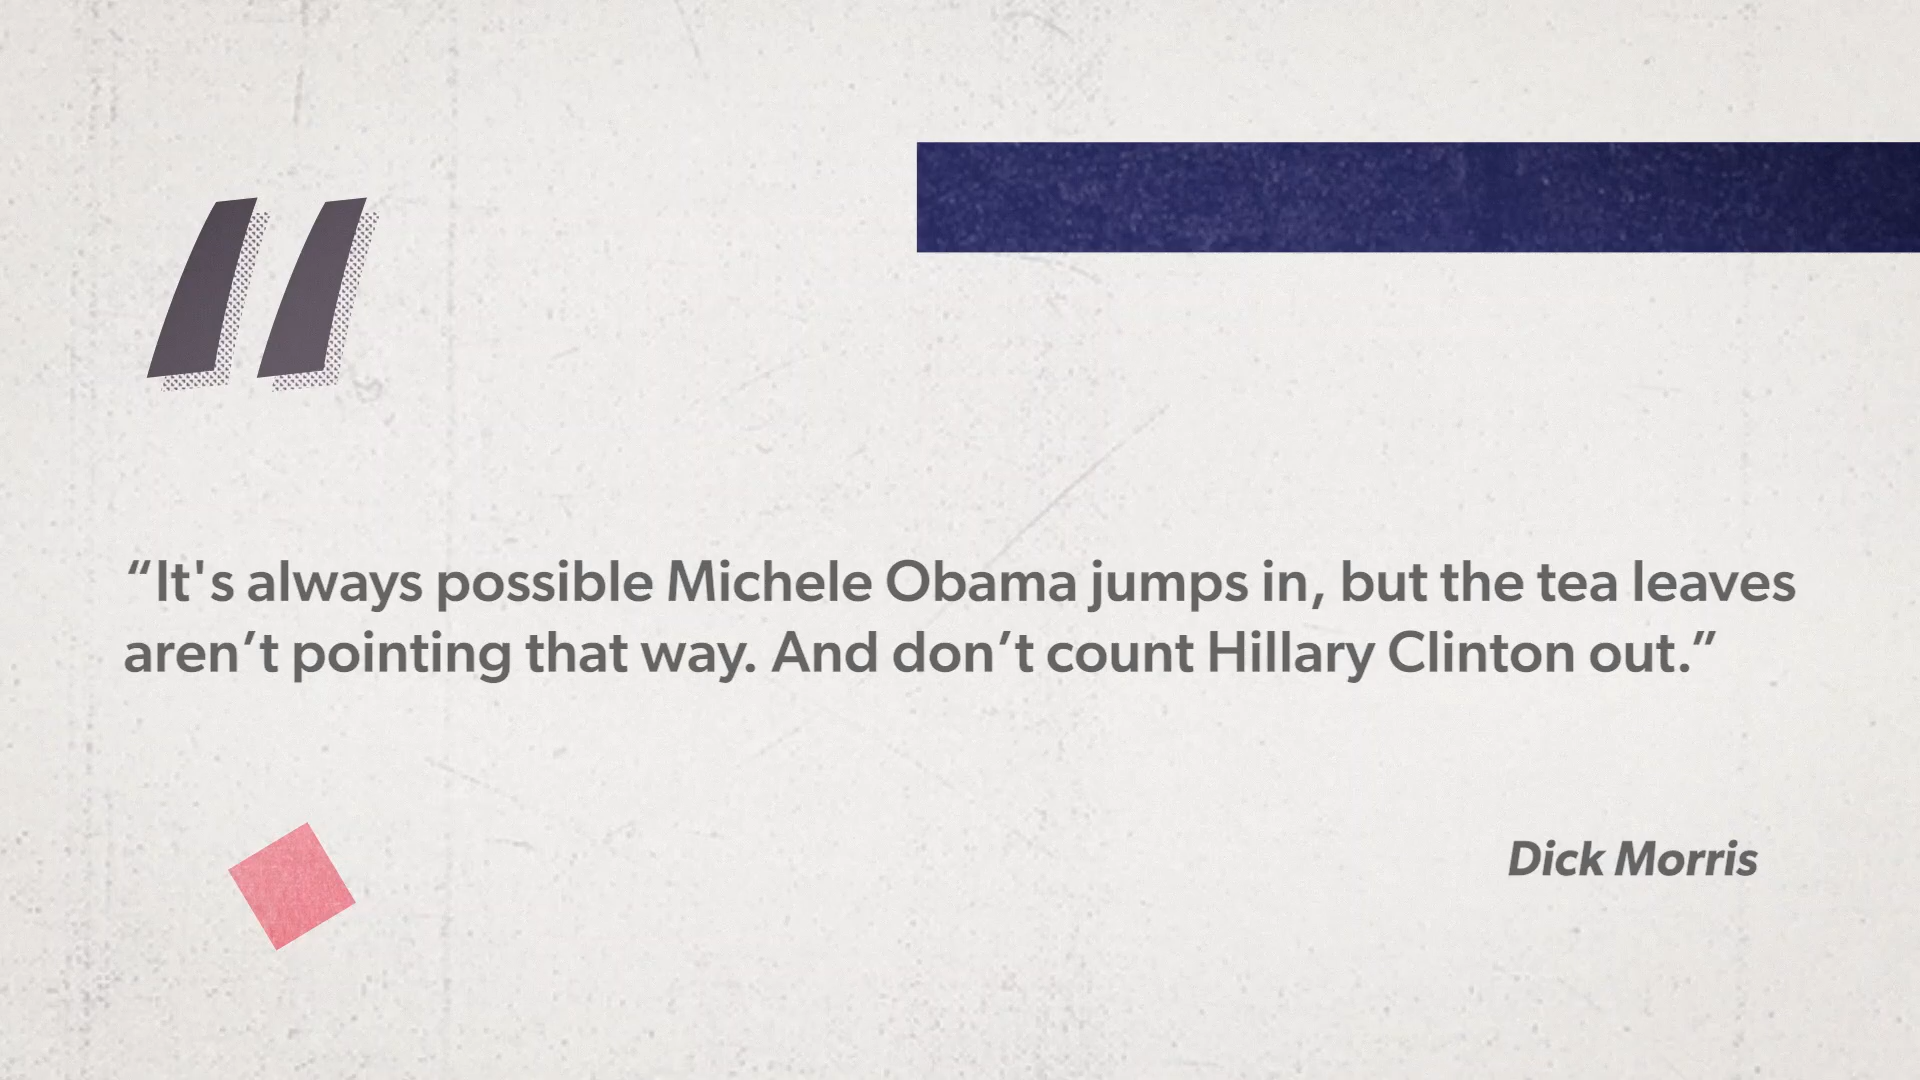 “It's always possible Michele Obama jumps in, but the tea leaves
aren’t pointing that way. And don’t count Hillary Clinton out.”
Dick Morris